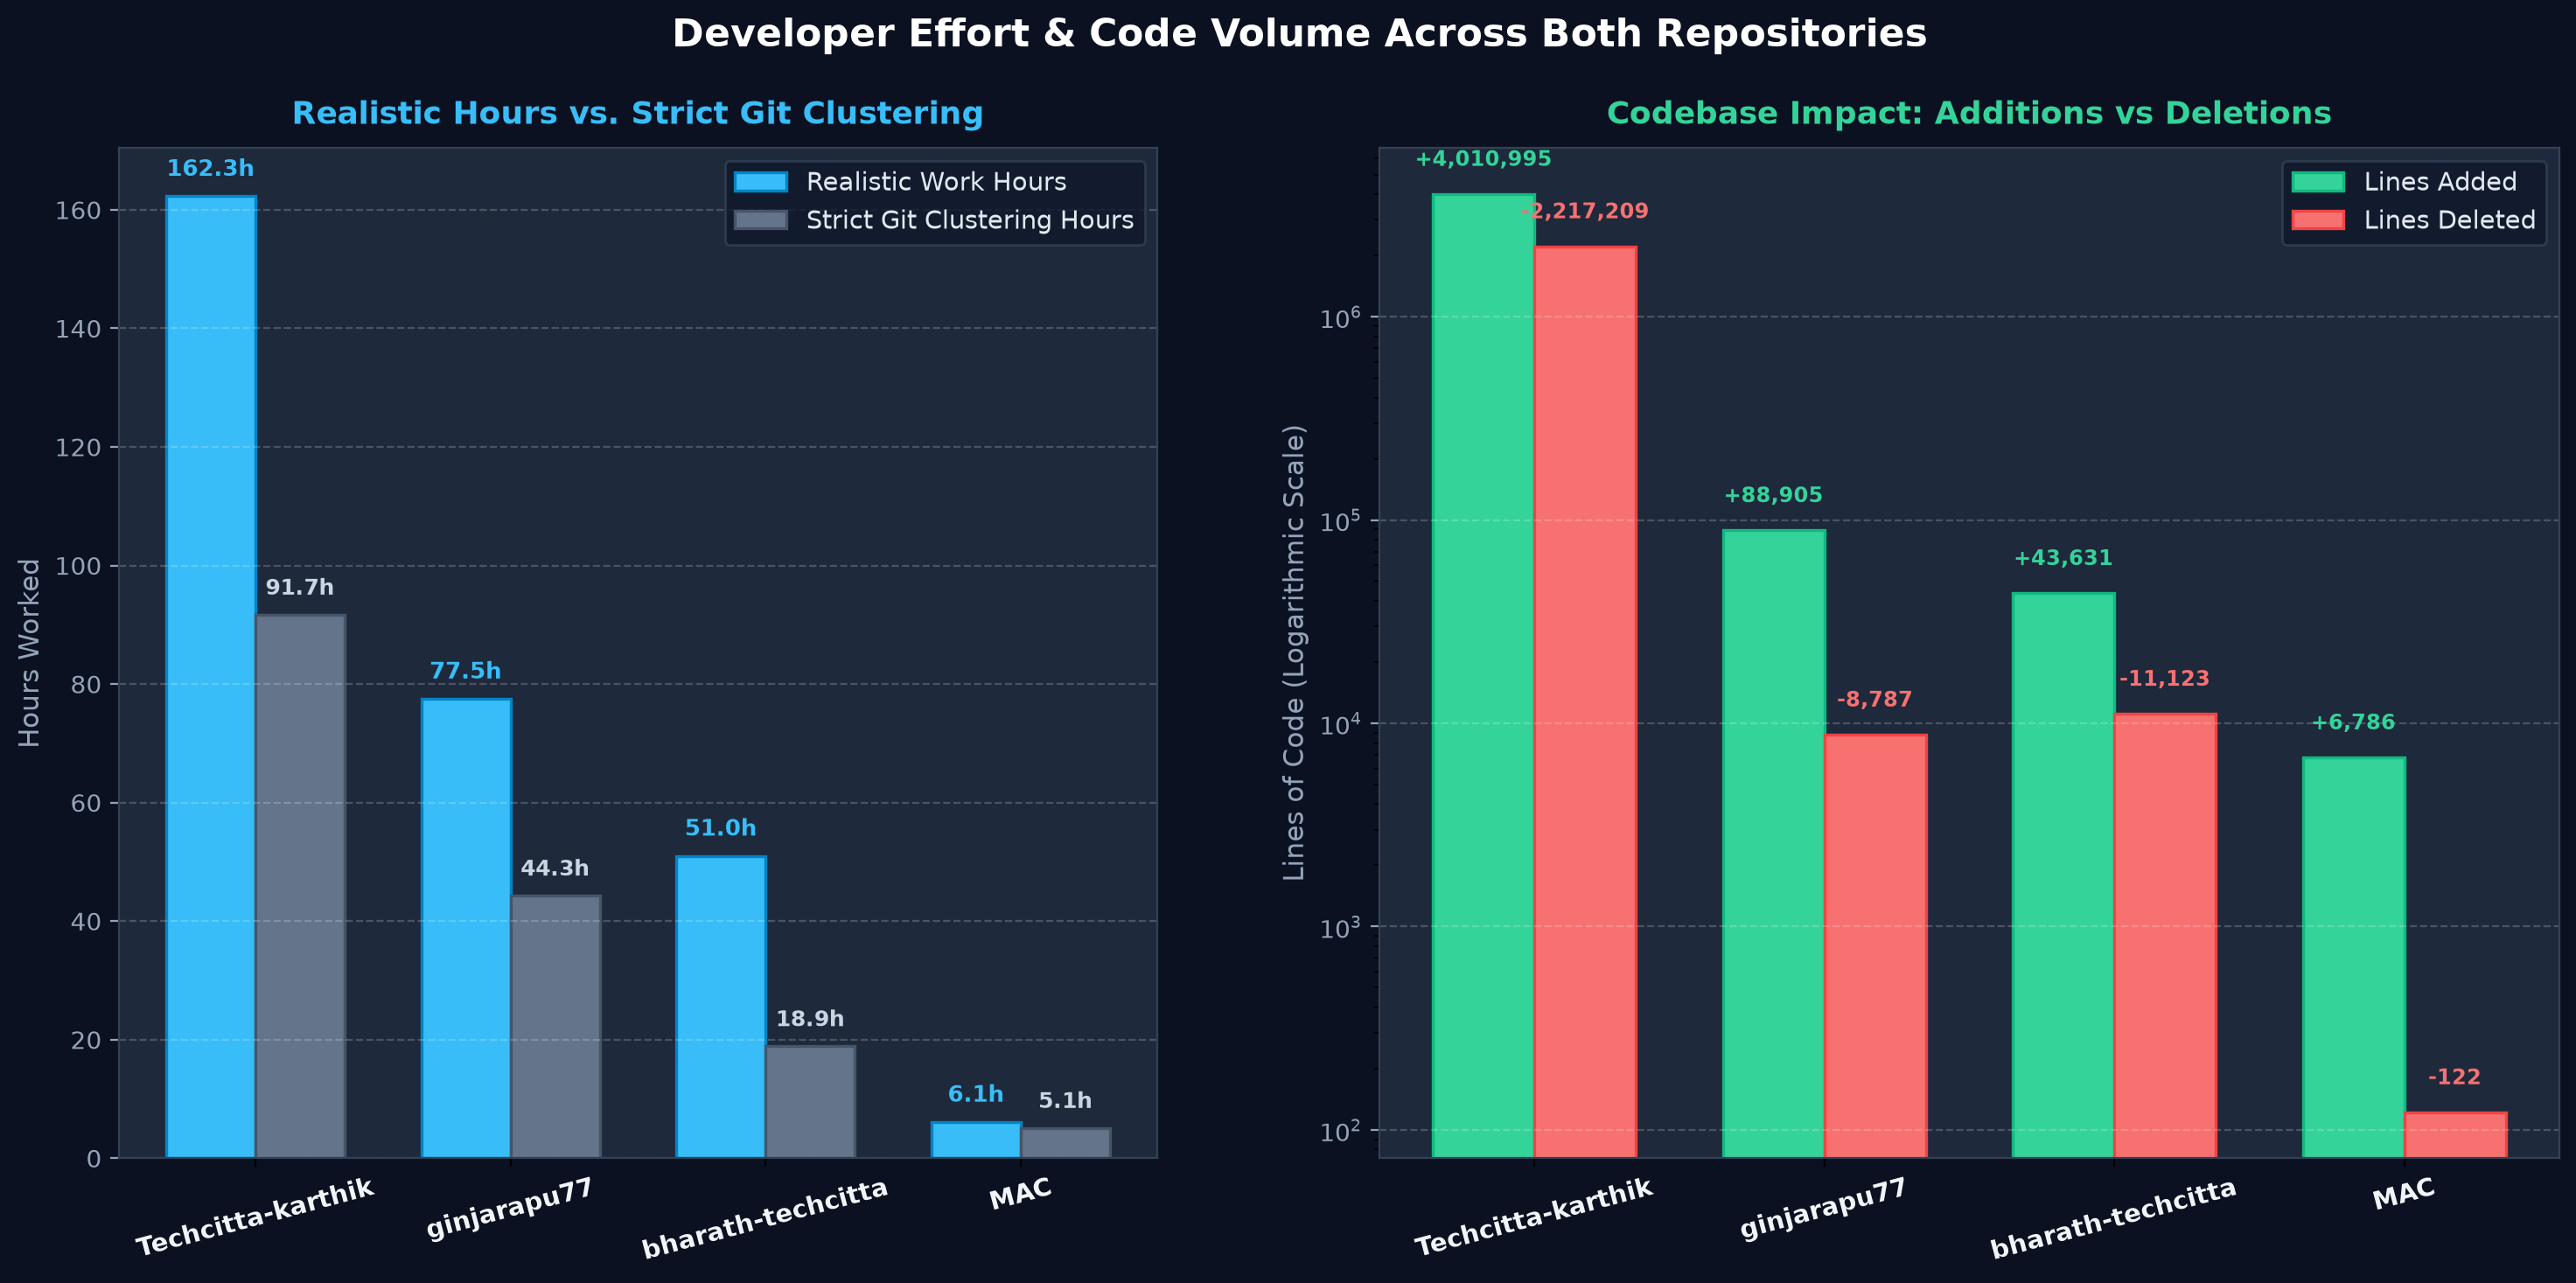 Developer Effort & Code Volume Across Both Repositories
Realistic Hours vs. Strict Git Clustering
Hours Worked
160
140
120
100
80
60
40
20
0
162.3h
91.7h
77.5h
44.3h
51.0h
18.9h
6.1h
5.1h
Realistic Work Hours
Strict Git Clustering Hours
Techcitta-karthik
ginjarapu77
bharath-techcitta
MAC
Codebase Impact: Additions vs Deletions
Lines of Code (Logarithmic Scale)
10⁶
10⁵
10⁴
10³
10²
+4,010,995
-2,217,209
+88,905
-8,787
+43,631
-11,123
+6,786
-122
Lines Added
Lines Deleted
Techcitta-karthik
ginjarapu77
bharath-techcitta
MAC